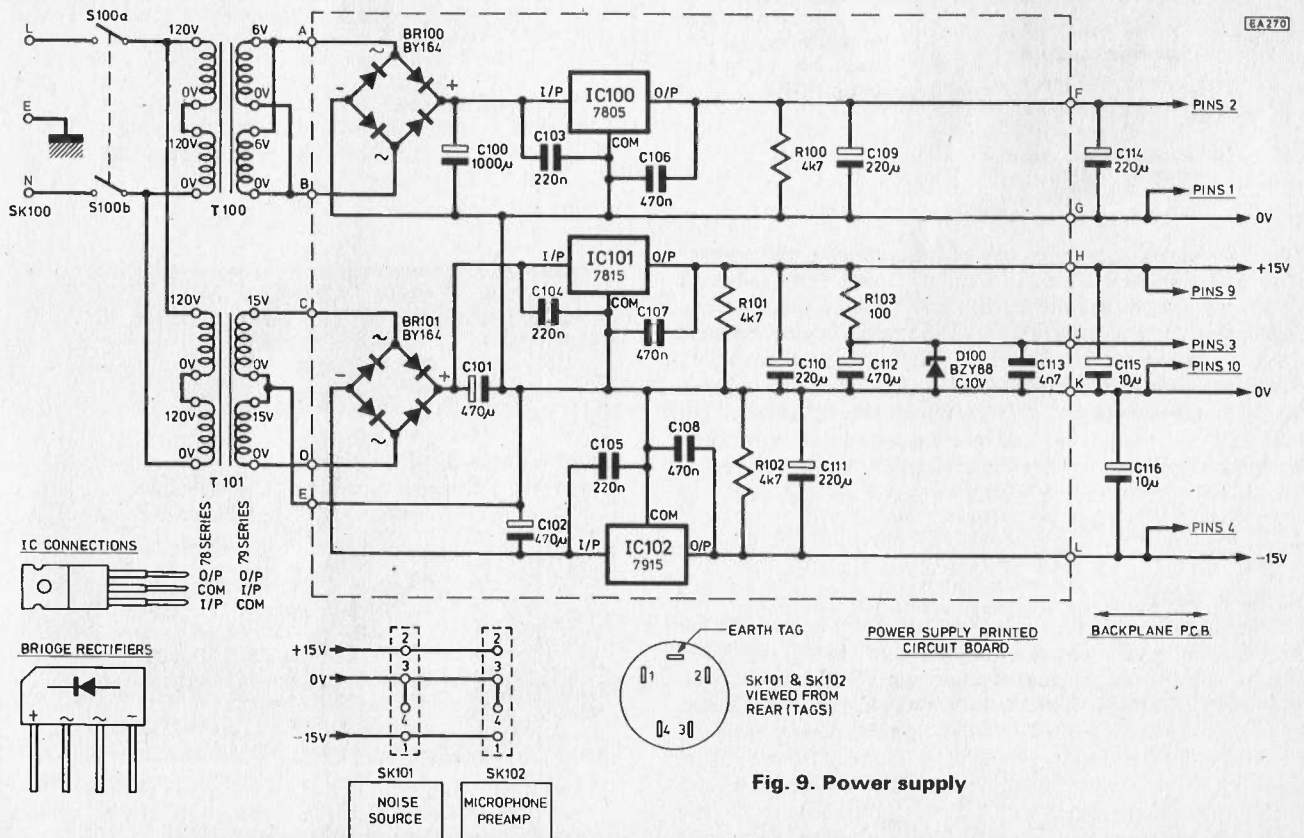 EA270
S100a
L
E
N
SK100
S100b
120V
0V
120V
0V
6V
0V
6V
0V
T100
A
B
BR100
BY164
~
-
+
~
C100
1000µ
I/P
IC100
7805
O/P
COM
C103
220n
C106
470n
R100
4k7
C109
220µ
F
G
C114
220µ
PINS 2
PINS 1
0V
120V
0V
120V
0V
15V
0V
15V
0V
T101
C
D
E
BR101
BY164
~
-
+
~
C101
470µ
C102
470µ
I/P
IC101
7815
O/P
COM
C104
220n
C107
470n
R101
4k7
C110
220µ
R103
100
C112
470µ
D100
BZY88
C10V
C113
4n7
H
J
K
C115
10µ
+15V
PINS 9
PINS 3
PINS 10
0V
C105
220n
C108
470n
COM
I/P
IC102
7915
O/P
R102
4k7
C111
220µ
L
C116
10µ
PINS 4
-15V
IC CONNECTIONS
78 SERIES
79 SERIES
O/P O/P
COM I/P
I/P COM
BRIDGE RECTIFIERS
+ ~ ~ -
+15V
0V
-15V
2
3
4
1
2
3
4
1
SK101
SK102
NOISE
SOURCE
MICROPHONE
PREAMP
EARTH TAG
1
2
4
3
SK101 & SK102
VIEWED FROM
REAR (TAGS)
POWER SUPPLY PRINTED
CIRCUIT BOARD
BACKPLANE P.C.B.
Fig. 9. Power supply